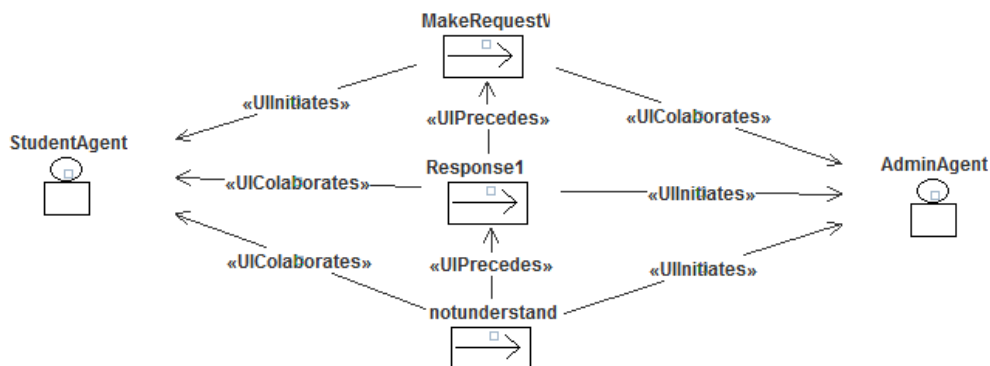 MakeRequestV
«UIInitiates»
«UIPrecedes»
«UIColaborates»
StudentAgent
Response1
AdminAgent
«UIColaborates»
«UIInitiates»
«UIColaborates»
«UIPrecedes»
«UIInitiates»
notunderstand